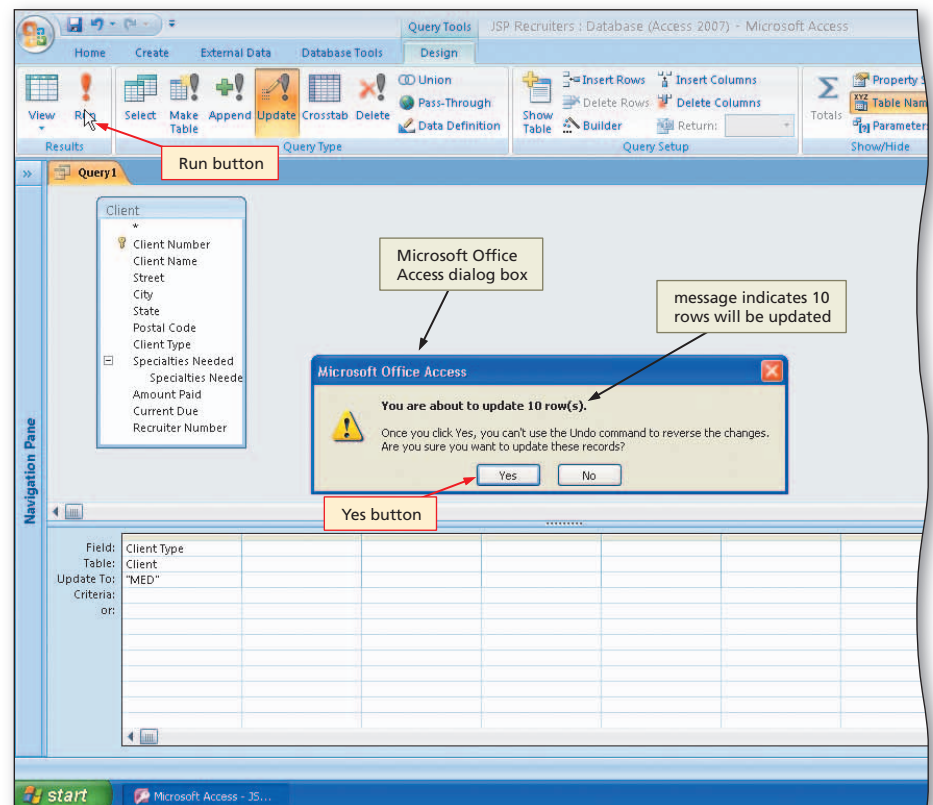 Query Tools JSP Recruiters : Database (Access 2007) - Microsoft Access
Home Create External Data Database Tools Design
View
Run
Results
Select
Make Table
Append
Update
Crosstab
Delete
Union
Pass-Through
Data Definition
Query Type
Show Table
Insert Rows
Delete Rows
Builder
Insert Columns
Delete Columns
Return:
Query Setup
Totals
Property S
Table Nam
Parameter
Show/Hide
Run button
Query1
Client
*
Client Number
Client Name
Street
City
State
Postal Code
Client Type
Specialties Needed
Specialties Neede
Amount Paid
Current Due
Recruiter Number
Microsoft Office
Access dialog box
message indicates 10
rows will be updated
Microsoft Office Access
You are about to update 10 row(s).
Once you click Yes, you can't use the Undo command to reverse the changes.
Are you sure you want to update these records?
Yes No
Yes button
Navigation Pane
Field: Client Type
Table: Client
Update To: "MED"
Criteria:
or:
start Microsoft Access - JS...